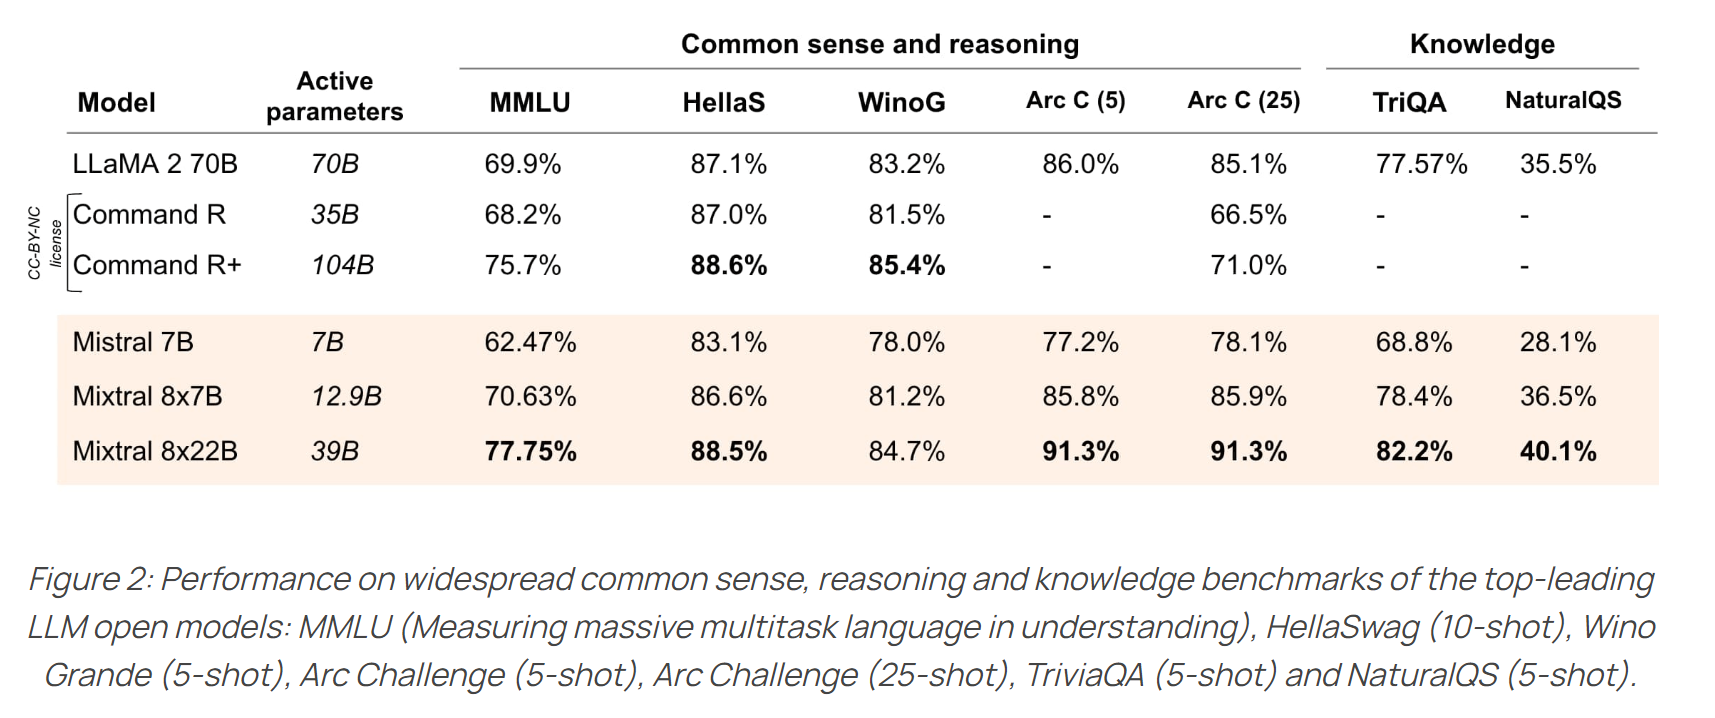 Common sense and reasoning Knowledge
Model Active parameters MMLU HellaS WinoG Arc C (5) Arc C (25) TriQA NaturalQS
LLaMA 2 70B 70B 69.9% 87.1% 83.2% 86.0% 85.1% 77.57% 35.5%
CC-BY-NC license
Command R 35B 68.2% 87.0% 81.5% - 66.5% - -
Command R+ 104B 75.7% 88.6% 85.4% - 71.0% - -
Mistral 7B 7B 62.47% 83.1% 78.0% 77.2% 78.1% 68.8% 28.1%
Mixtral 8x7B 12.9B 70.63% 86.6% 81.2% 85.8% 85.9% 78.4% 36.5%
Mixtral 8x22B 39B 77.75% 88.5% 84.7% 91.3% 91.3% 82.2% 40.1%
Figure 2: Performance on widespread common sense, reasoning and knowledge benchmarks of the top-leading
LLM open models: MMLU (Measuring massive multitask language in understanding), HellaSwag (10-shot), Wino
Grande (5-shot), Arc Challenge (5-shot), Arc Challenge (25-shot), TriviaQA (5-shot) and NaturalQS (5-shot).